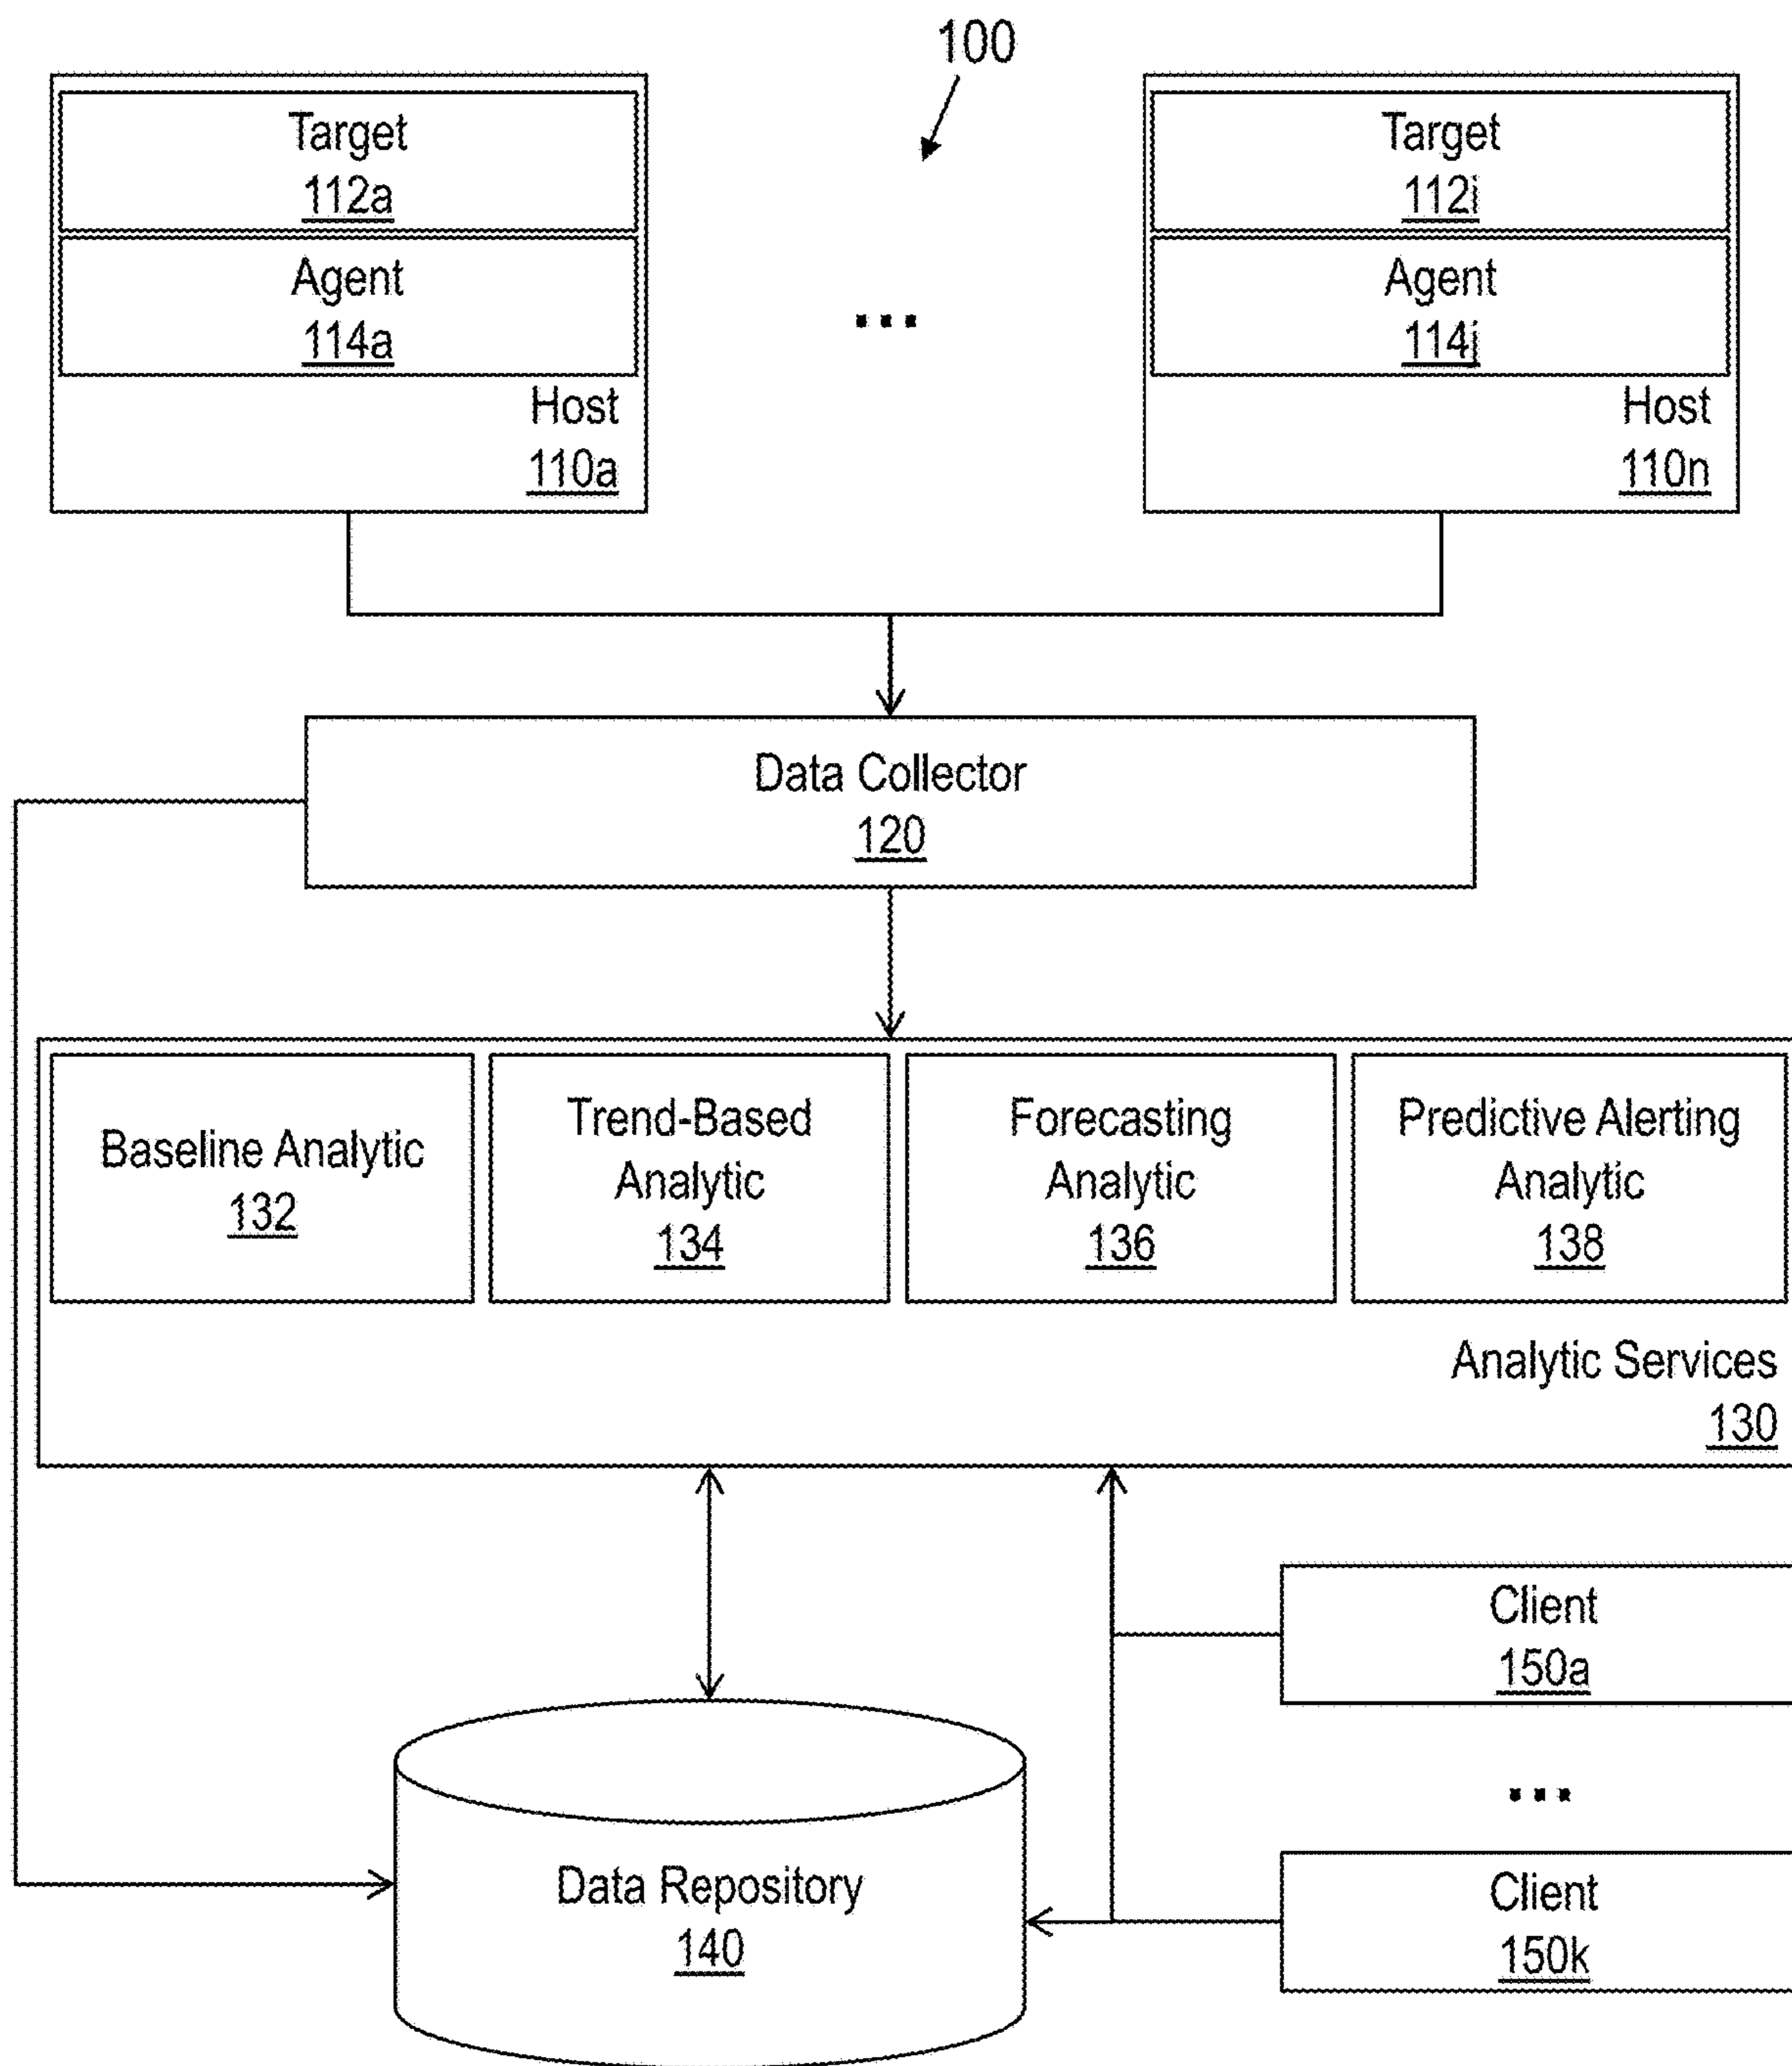 100
Target
112a
Agent
114a
Host
110a
...
Target
112i
Agent
114j
Host
110n
Data Collector
120
Baseline Analytic
132
Trend-Based
Analytic
134
Forecasting
Analytic
136
Predictive Alerting
Analytic
138
Analytic Services
130
Client
150a
...
Client
150k
Data Repository
140